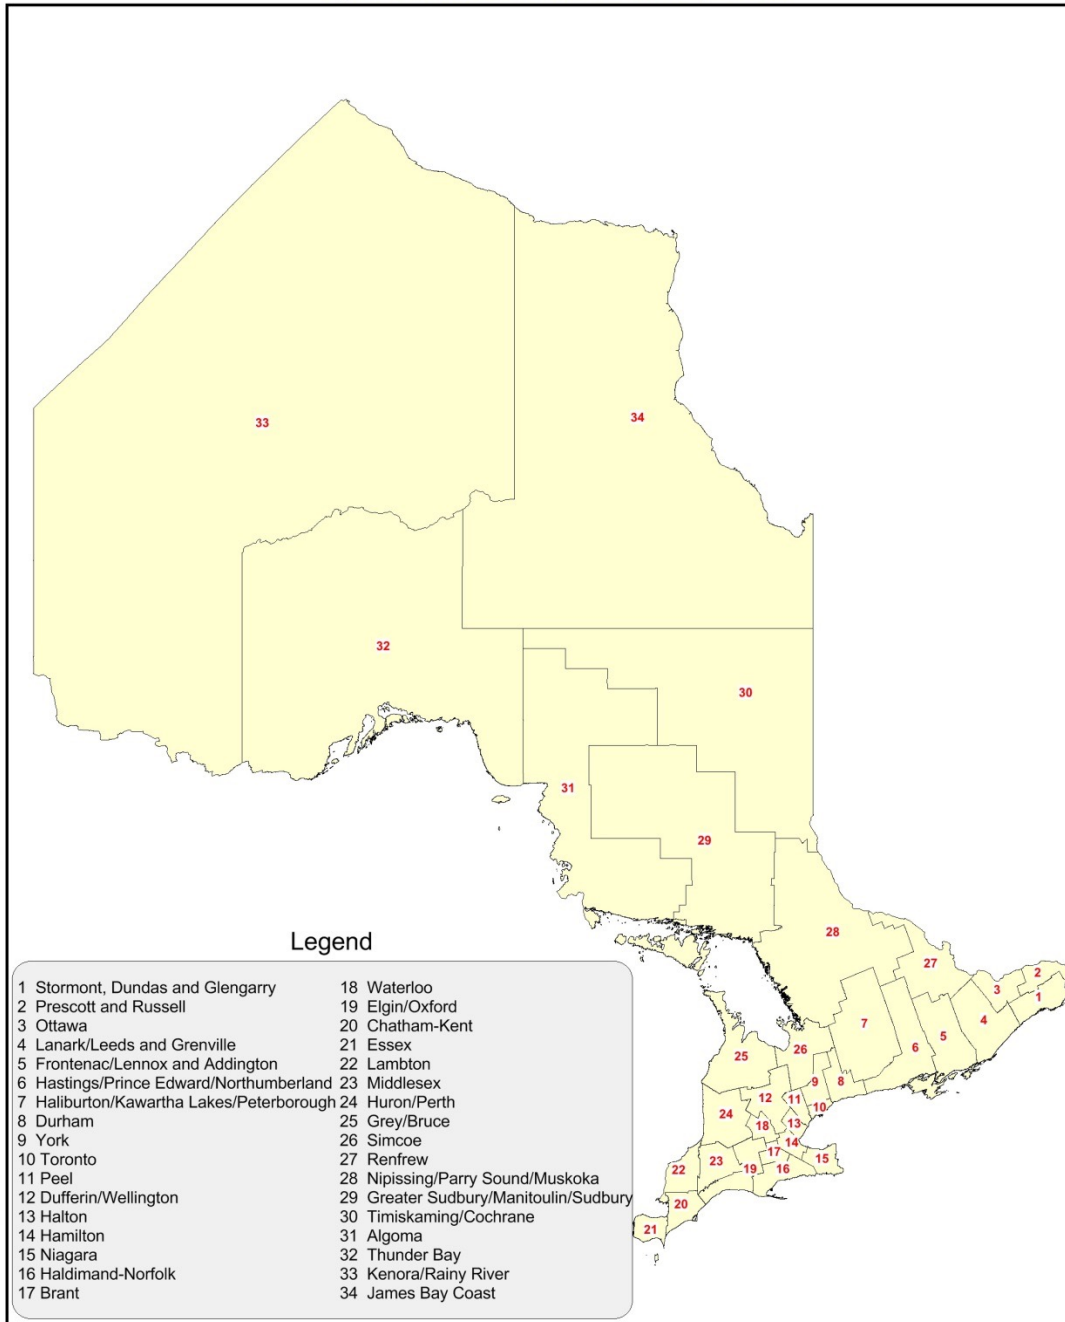 33
34
32
30
31
29
28
27
2
3
1
7
4
5
6
26
25
9
8
12
11
10
24
13
18
14
17
23
15
19
16
22
20
21
Legend
1 Stormont, Dundas and Glengarry
2 Prescott and Russell
3 Ottawa
4 Lanark/Leeds and Grenville
5 Frontenac/Lennox and Addington
6 Hastings/Prince Edward/Northumberland
7 Haliburton/Kawartha Lakes/Peterborough
8 Durham
9 York
10 Toronto
11 Peel
12 Dufferin/Wellington
13 Halton
14 Hamilton
15 Niagara
16 Haldimand-Norfolk
17 Brant
18 Waterloo
19 Elgin/Oxford
20 Chatham-Kent
21 Essex
22 Lambton
23 Middlesex
24 Huron/Perth
25 Grey/Bruce
26 Simcoe
27 Renfrew
28 Nipissing/Parry Sound/Muskoka
29 Greater Sudbury/Manitoulin/Sudbury
30 Timiskaming/Cochrane
31 Algoma
32 Thunder Bay
33 Kenora/Rainy River
34 James Bay Coast